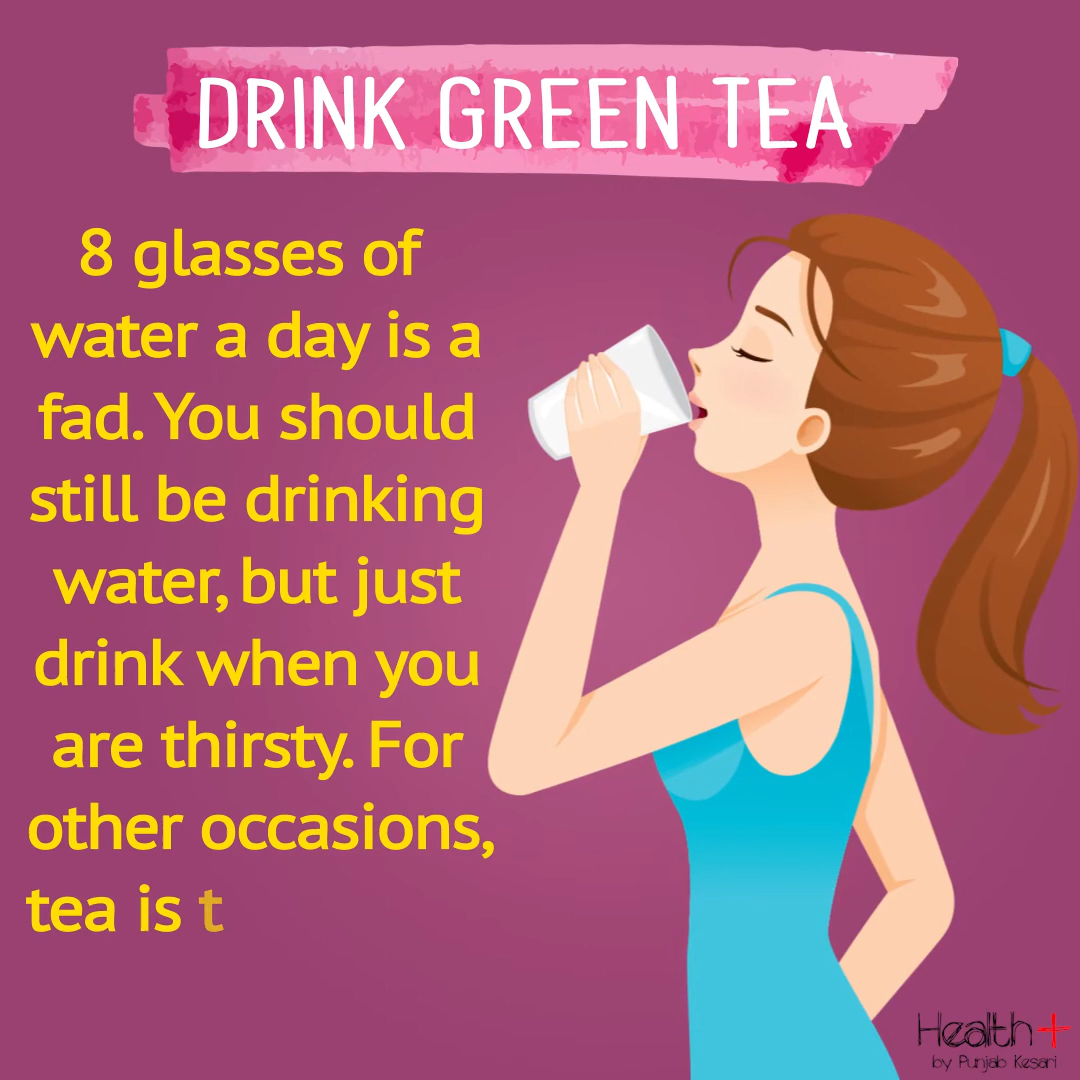 DRINK GREEN TEA
8 glasses of
water a day is a
fad. You should
still be drinking
water, but just
drink when you
are thirsty. For
other occasions,
tea is t
Health+
by Punjab Kesari